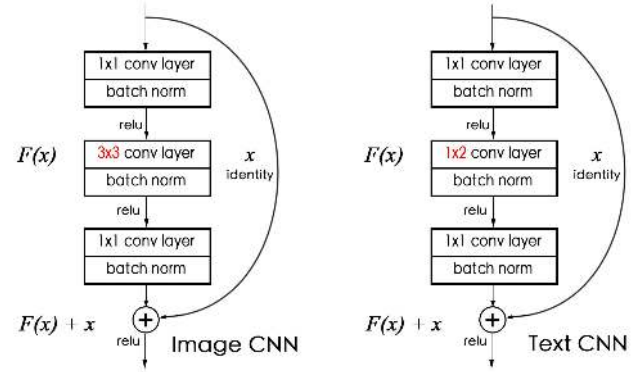 1x1 conv layer
batch norm
relu
F(x)
3x3 conv layer
batch norm
x
identity
relu
1x1 conv layer
batch norm
F(x) + x
+
relu
Image CNN
1x1 conv layer
batch norm
relu
F(x)
1x2 conv layer
batch norm
x
identity
relu
1x1 conv layer
batch norm
F(x) + x
+
relu
Text CNN